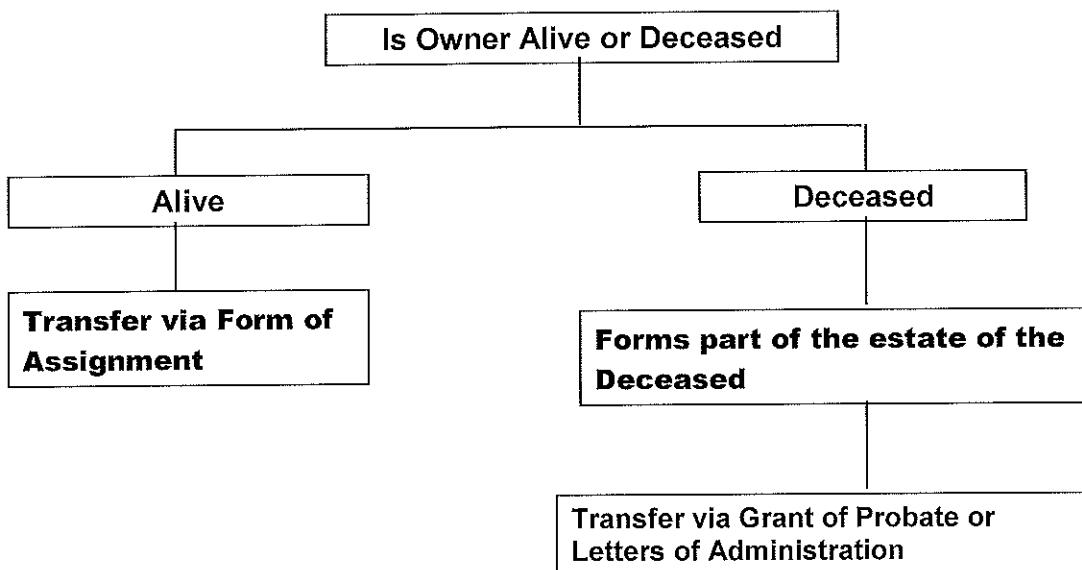 Is Owner Alive or Deceased
Alive
Deceased
Transfer via Form of
Assignment
Forms part of the estate of the
Deceased
Transfer via Grant of Probate or
Letters of Administration